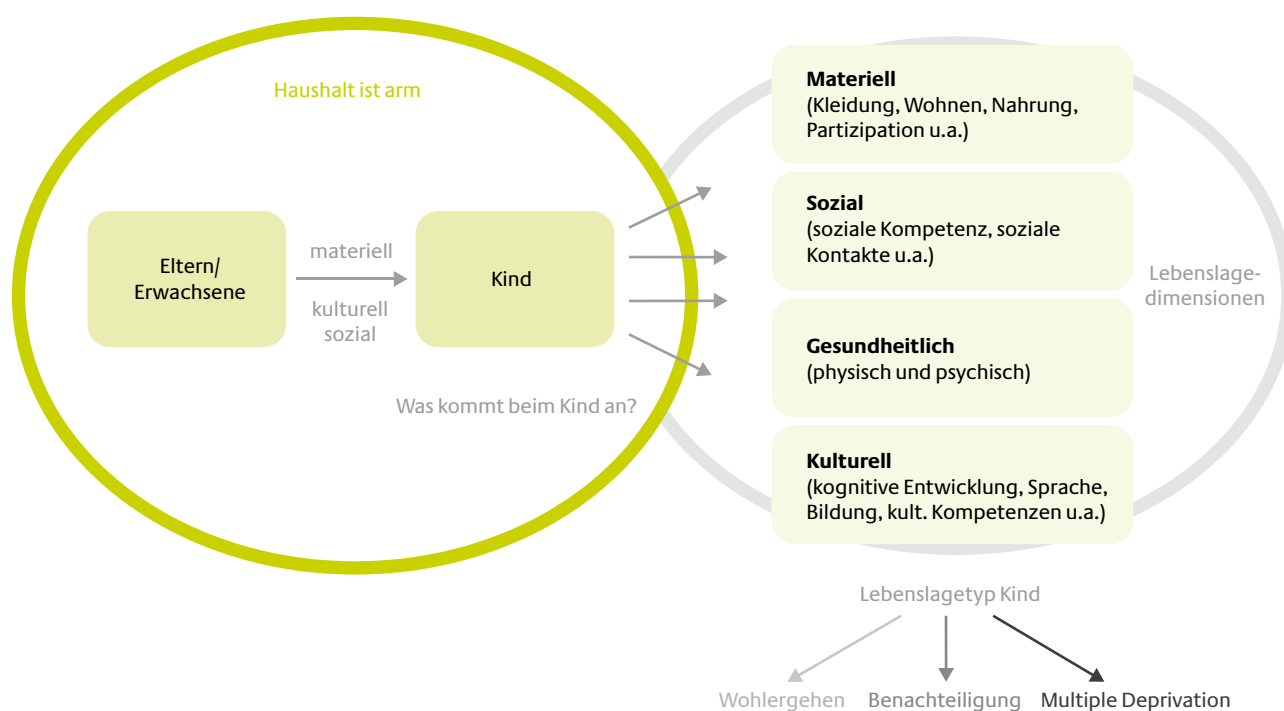 Haushalt ist arm
Eltern/
Erwachsene
materiell
kulturell
sozial
Kind
Was kommt beim Kind an?
Materiell
(Kleidung, Wohnen, Nahrung,
Partizipation u.a.)
Sozial
(soziale Kompetenz, soziale
Kontakte u.a.)
Gesundheitlich
(physisch und psychisch)
Kulturell
(kognitive Entwicklung, Sprache,
Bildung, kult. Kompetenzen u.a.)
Lebenslage-
dimensionen
Lebenslagetyp Kind
Wohlergehen
Benachteiligung
Multiple Deprivation